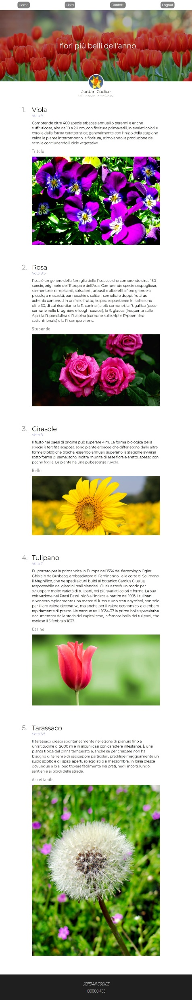 Home Lista Contatti Logout
I fiori più belli dell'anno
Jordan Codice
Ultimo aggiornamento: oggi
1. Viola
Voto:9
Comprende oltre 400 specie erbacee annuali o perenni e anche
suffruticose, alte da 10 a 20 cm, con fioriture primaverili, in svariati colori e
corolle dalla forma caratteristica; generalmente con l'inizio della stagione
calda le piante interrompono la fioritura, stimolando la produzione dei
semi e concludendo il ciclo vegetativo.
Tritolo
2. Rosa
Voto:8.5
Rosa è un genere della famiglia delle Rosacee che comprende circa 150
specie, originarie dell'Europa e dell'Asia. Comprende specie cespugliose,
sarmentose, rampicanti, striscianti, arbusti e alberelli a fiore grande o
piccolo, a mazzetti, pannocchie o solitari, semplici o doppi, frutti ad
achenio contenuti in un falso frutto; le specie spontanee in Italia sono
oltre 30, di cui ricordiamo la R. canina (la più comune), la R. gallica (poco
comune nelle brughiere e luoghi sassosi), la R. glauca (frequente sulle
Alpi), la R. pendulina o R. alpina (comune sulle Alpi e l'Appennino
settentrionale) e la R. sempervirens.
Stupendo
3. Girasole
Voto:8
Il fusto nei paesi di origine può superare 4 m. La forma biologica della
specie è terofita scaposa, sono piante erbacee che differiscono dalle altre
forme biologiche poiché, essendo annuali, superano la stagione avversa
sotto forma di seme; sono inoltre munite di asse fiorale eretto, spesso con
poche foglie. La pianta ha una pubescenza ruvida.
Bello
4. Tulipano
Voto:7
Fu portato per la prima volta in Europa nel 1554 dal fiammingo Ogier
Ghislain de Busbecq, ambasciatore di Ferdinando I alla corte di Solimano
il Magnifico, che ne spedì alcuni bulbi al botanico Carolus Clusius,
responsabile dei giardini reali olandesi. Clusius trovò un modo per
sviluppare molte varietà di tulipani, nei più svariati colori e forme. La sua
coltivazione nei Paesi Bassi iniziò all'incirca a partire dal 1593. I tulipani
divennero rapidamente una merce di lusso e uno status symbol, non solo
per il loro valore decorativo, ma anche per il valore economico, e crebbero
rapidamente di prezzo. Ne nacque tra il 1634-37 la prima bolla speculativa
documentata della storia del capitalismo, la famosa bolla dei tulipani, che
esplose il 5 febbraio 1637.
Carino
5. Tarassaco
Voto:6.5
Il tarassaco cresce spontaneamente nelle zone di pianura fino a
un'altitudine di 2000 m e in alcuni casi con carattere infestante. È una
pianta tipica del clima temperato e, anche se per crescere non ha
bisogno di terreni e di esposizioni particolari, predilige maggiormente un
suolo sciolto e gli spazi aperti, soleggiati o a mezzombra. In Italia cresce
dovunque e lo si può trovare facilmente nei prati, negli incolti, lungo i
sentieri e ai bordi delle strade.
Accettabile
JORDAN CODICE
1000001433